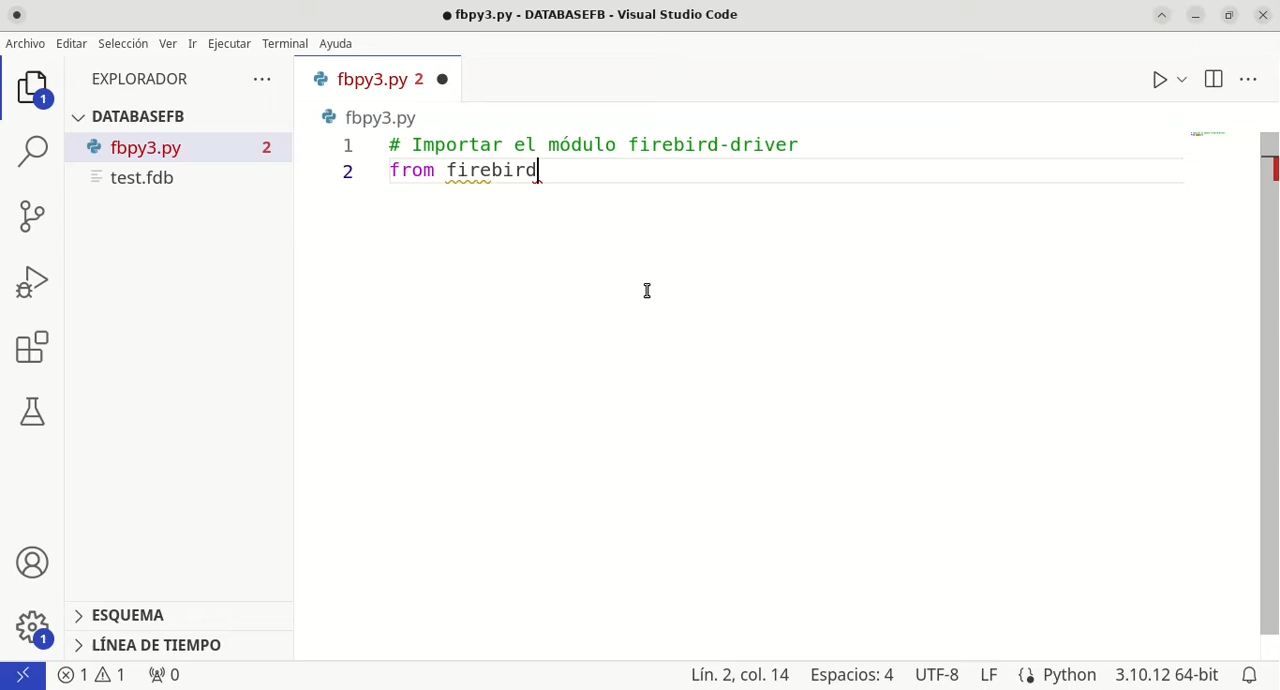 fbpy3.py - DATABASEFB - Visual Studio Code
Archivo Editar Selección Ver Ir Ejecutar Terminal Ayuda
EXPLORADOR
fbpy3.py 2
1
DATABASEFB
fbpy3.py
fbpy3.py 2
1 # Importar el módulo firebird-driver
2 from firebird
test.fdb
ESQUEMA
1
LÍNEA DE TIEMPO
1 1 0 Lín. 2, col. 14 Espacios: 4 UTF-8 LF Python 3.10.12 64-bit